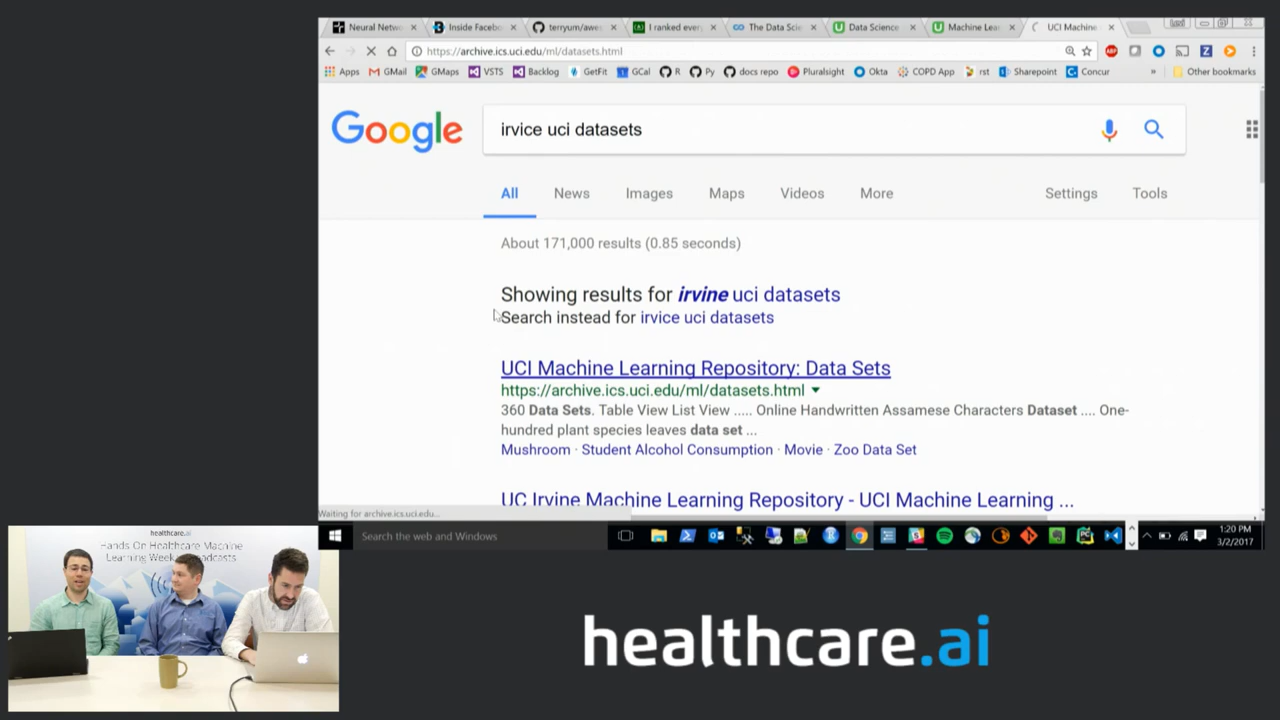 Neural Netwo
Inside Facebo
terryum/awes
I ranked ever
The Data Scie
Data Science
Machine Lea
UCI Machine
https://archive.ics.uci.edu/ml/datasets.html
Apps
GMail
GMaps
VSTS
Backlog
GetFit
GCal
R
Py
docs repo
Pluralsight
Okta
COPD App
rst
Sharepoint
Concur
»
Other bookmarks
Google
irvice uci datasets
All
News
Images
Maps
Videos
More
Settings
Tools
About 171,000 results (0.85 seconds)
Showing results for irvine uci datasets
Search instead for irvice uci datasets
UCI Machine Learning Repository: Data Sets
https://archive.ics.uci.edu/ml/datasets.html
360 Data Sets. Table View List View ..... Online Handwritten Assamese Characters Dataset .... One-
hundred plant species leaves data set ...
Mushroom · Student Alcohol Consumption · Movie · Zoo Data Set
UC Irvine Machine Learning Repository - UCI Machine Learning ...
Waiting for archive.ics.uci.edu...
Search the web and Windows
1:20 PM
3/2/2017
healthcare.ai
Hands On Healthcare Machine
Learning Week
oadcasts
healthcare.ai